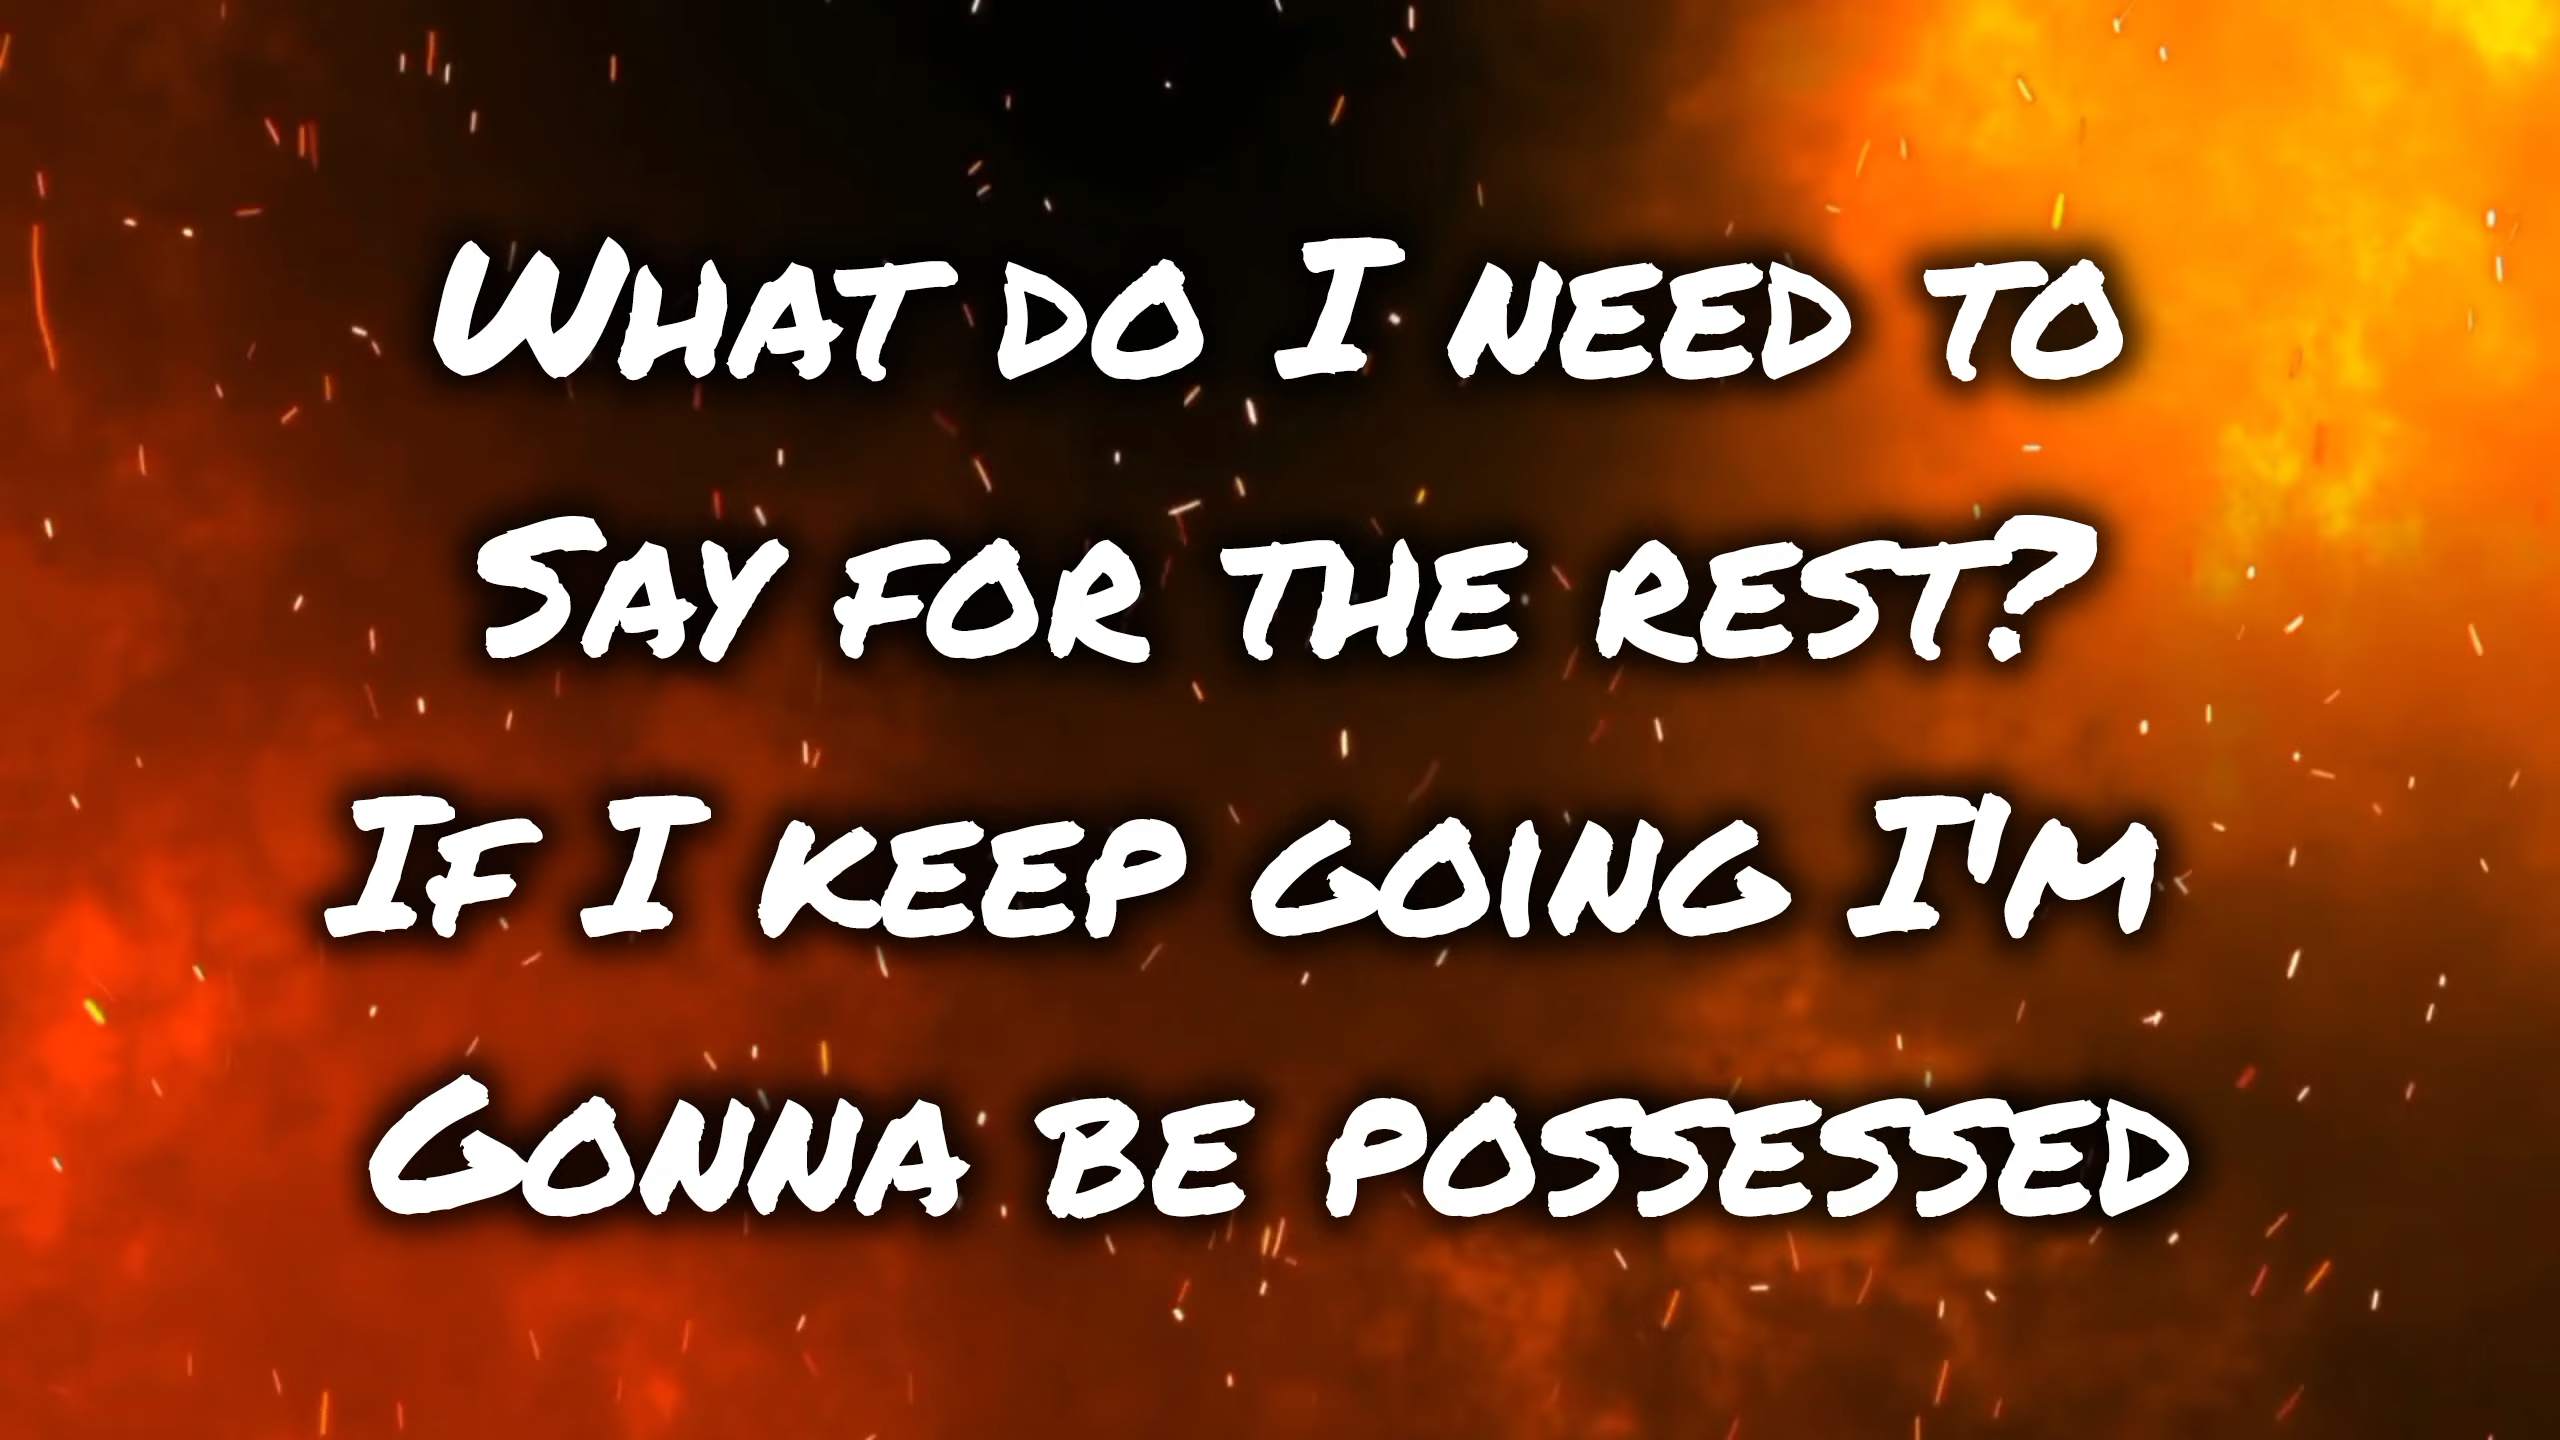 What do I need to
Say for the rest?
If I keep going I'm
Gonna be possessed